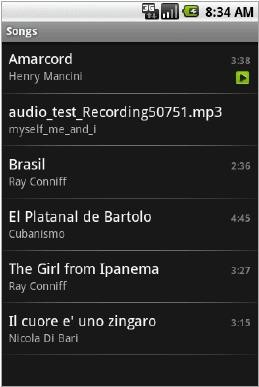 3G
8:34 AM
Songs
Amarcord 3:38
Henry Mancini
audio_test_Recording50751.mp3
myself_me_and_i
Brasil 2:36
Ray Conniff
El Platanal de Bartolo 4:45
Cubanismo
The Girl from Ipanema 3:27
Ray Conniff
Il cuore e' uno zingaro 3:15
Nicola Di Bari